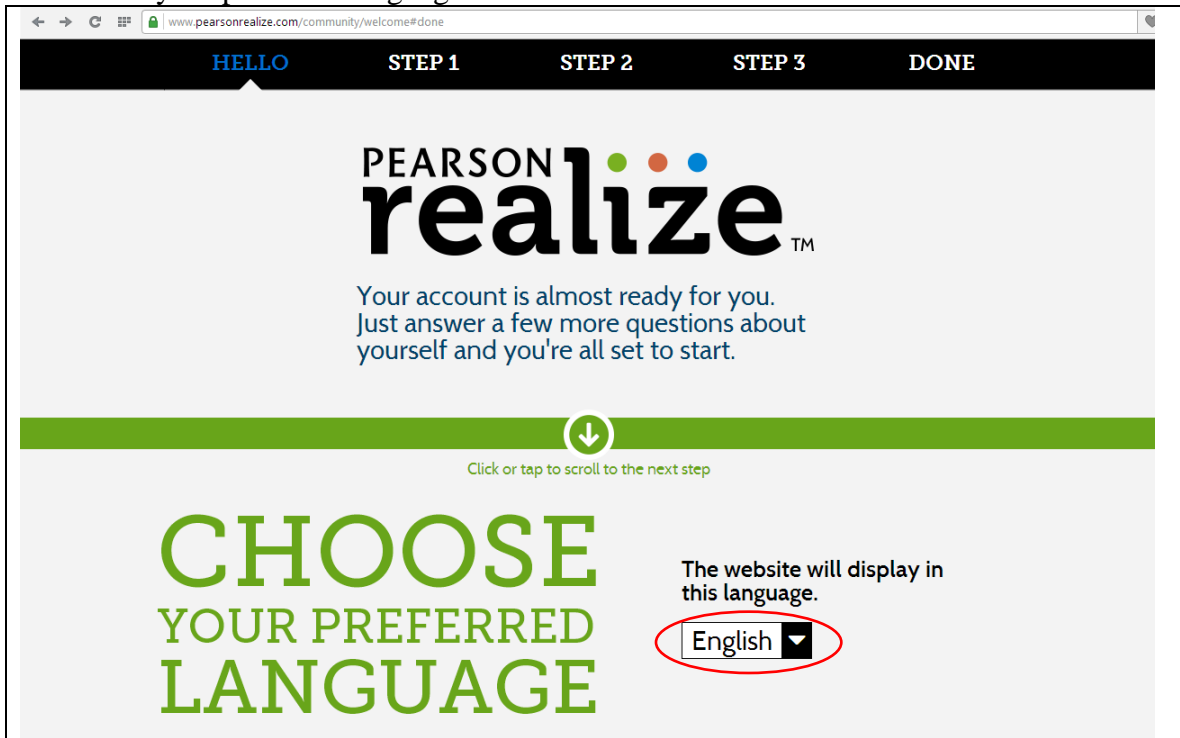 www.pearsonrealize.com/community/welcome#done
HELLO STEP 1 STEP 2 STEP 3 DONE
PEARSON
realize TM
Your account is almost ready for you.
Just answer a few more questions about
yourself and you're all set to start.
Click or tap to scroll to the next step
CHOOSE
YOUR PREFERRED
LANGUAGE
The website will display in
this language.
English